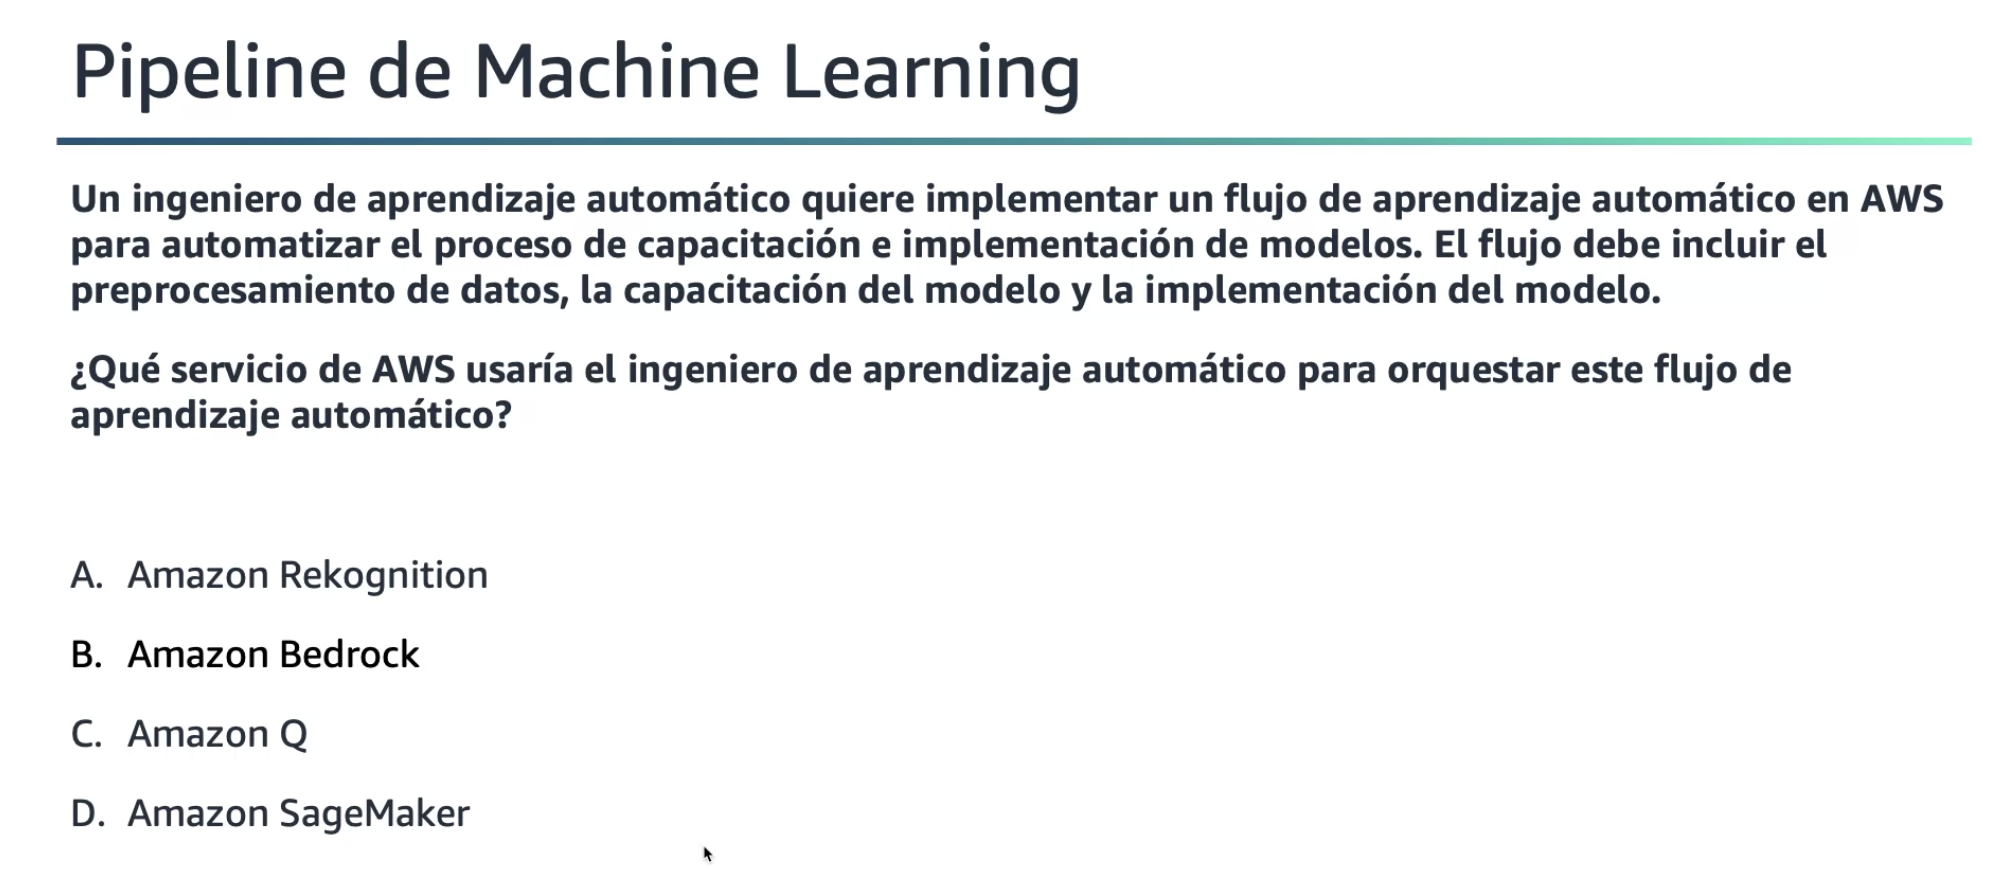 Pipeline de Machine Learning
Un ingeniero de aprendizaje automático quiere implementar un flujo de aprendizaje automático en AWS
para automatizar el proceso de capacitación e implementación de modelos. El flujo debe incluir el
preprocesamiento de datos, la capacitación del modelo y la implementación del modelo.
¿Qué servicio de AWS usaría el ingeniero de aprendizaje automático para orquestar este flujo de
aprendizaje automático?
A. Amazon Rekognition
B. Amazon Bedrock
C. Amazon Q
D. Amazon SageMaker